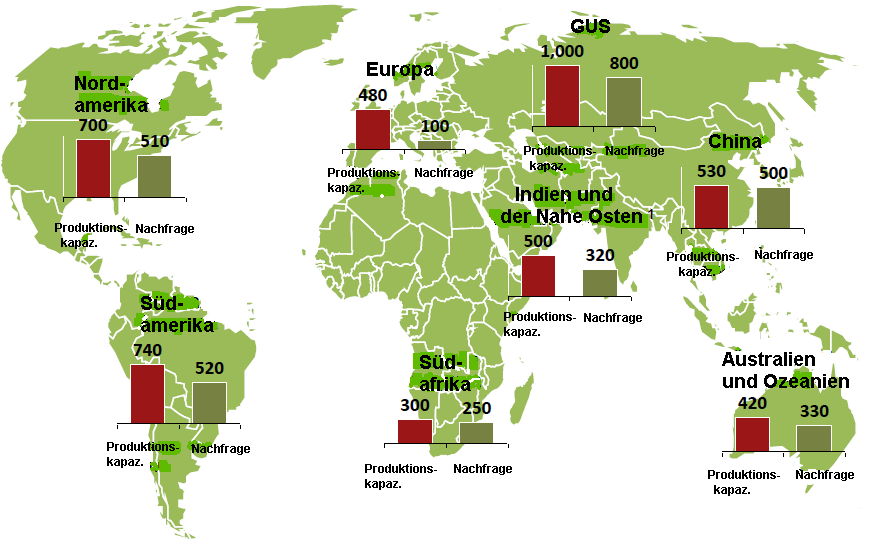 GUS
1,000
800
Produktions-
kapaz.
Nachfrage
Europa
480
100
Produktions-
kapaz.
Nachfrage
Nord-
amerika
700
510
Produktions-
kapaz.
Nachfrage
China
530
500
Produktions-
kapaz.
Nachfrage
Indien und
der Nahe Osten 1
500
320
Produktions-
kapaz.
Nachfrage
Süd-
amerika
740
520
Produktions-
kapaz.
Nachfrage
Süd-
afrika
300
250
Produktions-
kapaz.
Nachfrage
Australien
und Ozeanien
420
330
Produktions-
kapaz.
Nachfrage